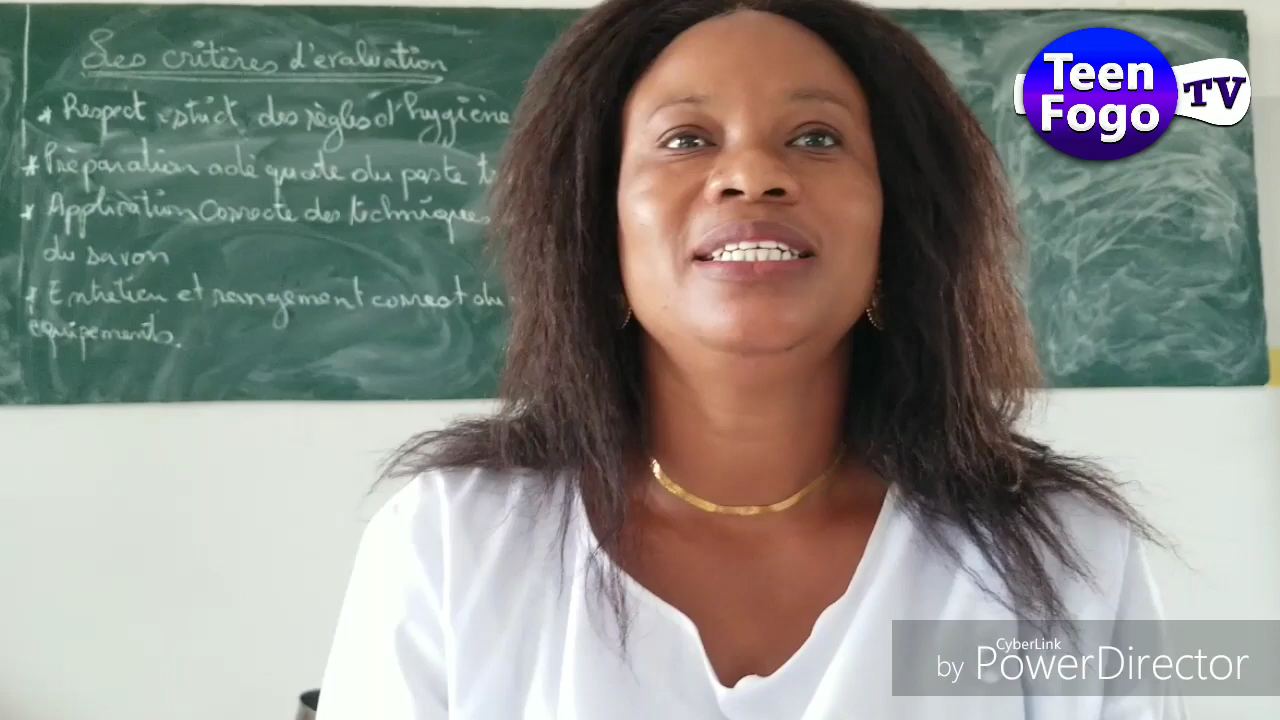 Les critères d'évaluation
* Respect strict des règles d'hygiène
* Préparation adéquate du poste
* Application correcte des techniques
du savon
* Entretien et rangement correct du
équipements.
Teen
Fogo
TV
CyberLink
by PowerDirector